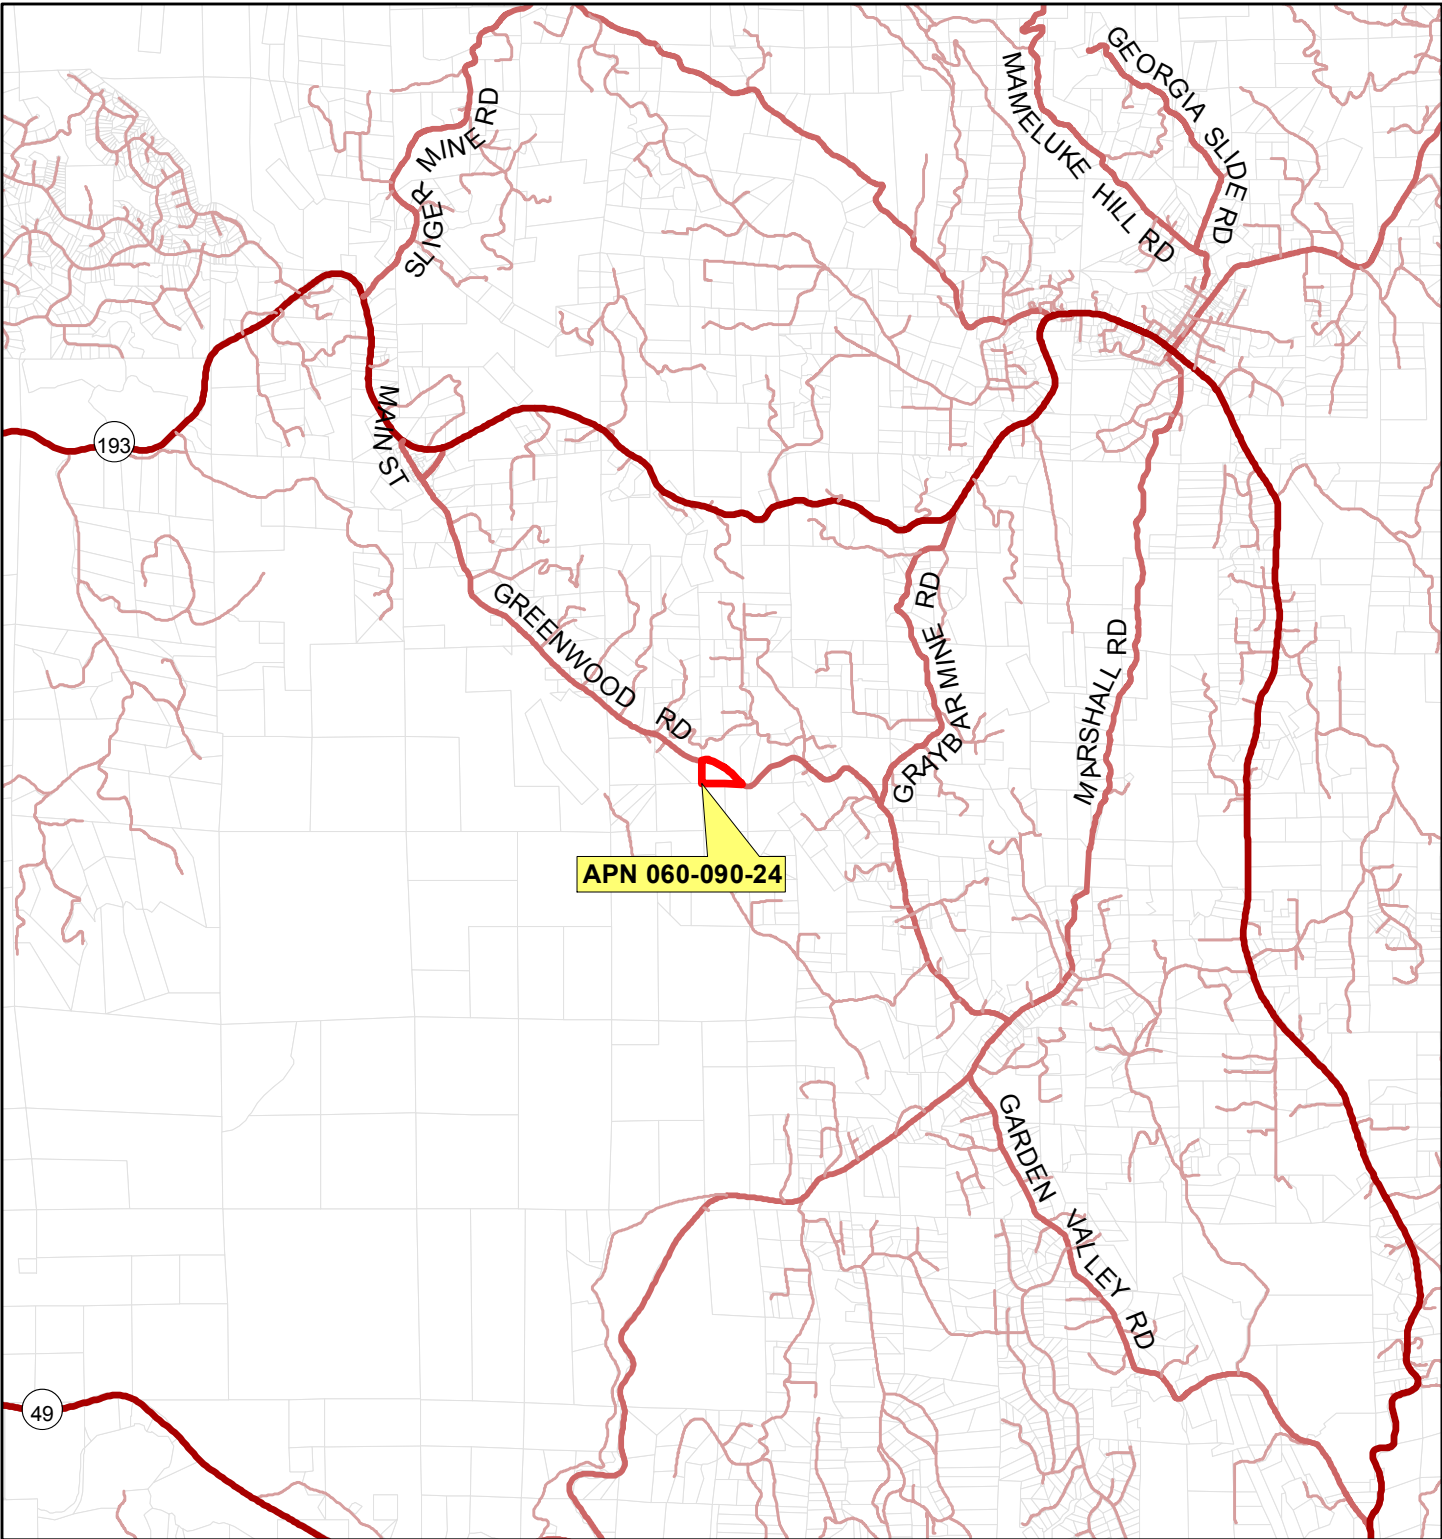 GEORGIA SLIDE RD
MAMELUKE HILL RD
SLIGER MINE RD
193
MAIN ST
GREENWOOD RD
GRAYBAR MINE RD
MARSHALL RD
APN 060-090-24
GARDEN VALLEY RD
49